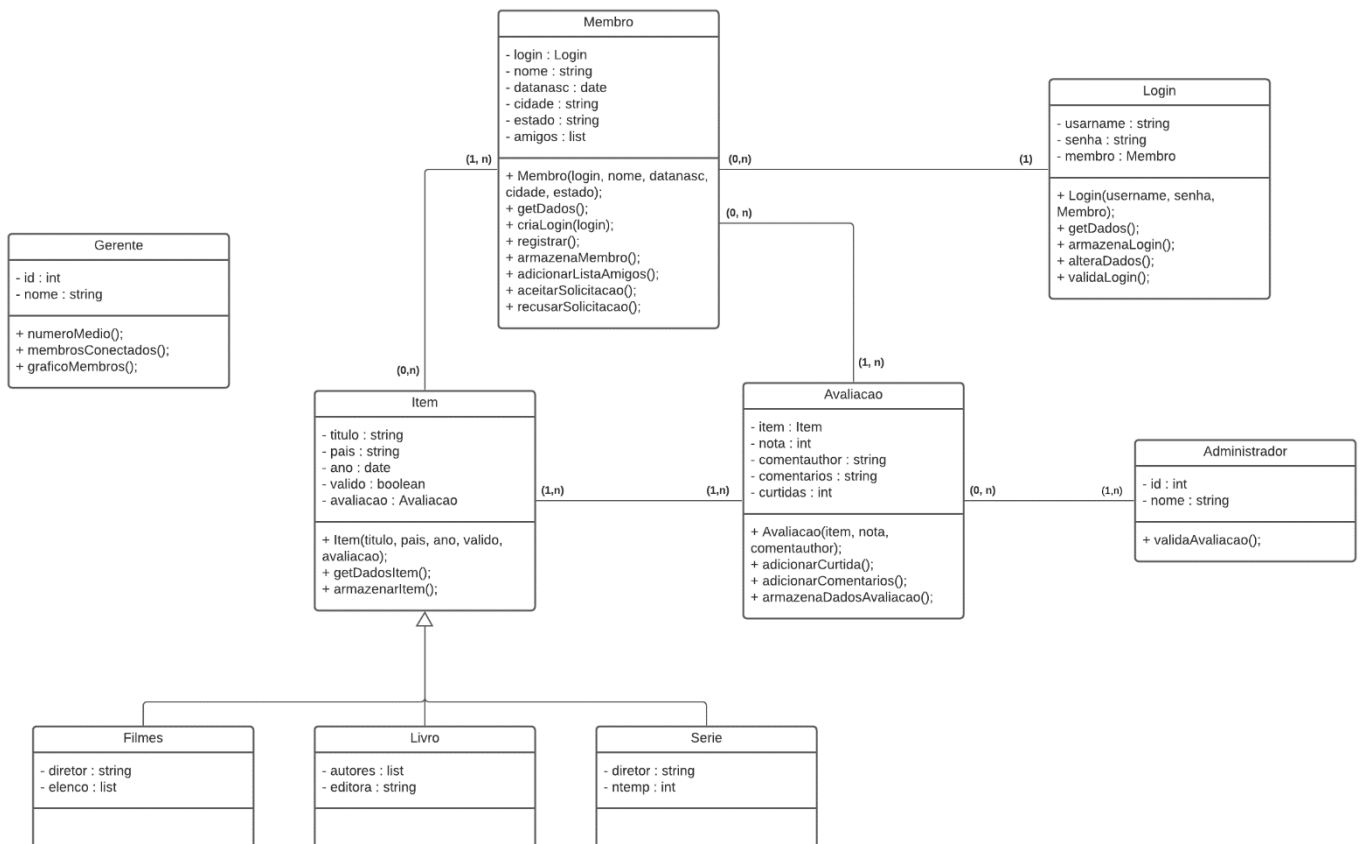 Membro
- login : Login
- nome : string
- datanasc : date
- cidade : string
- estado : string
- amigos : list
+ Membro(login, nome, datanasc,
cidade, estado);
+ getDados();
+ criaLogin(login);
+ registrar();
+ armazenaMembro();
+ adicionarListaAmigos();
+ aceitarSolicitacao();
+ recusarSolicitacao();
Login
- usarname : string
- senha : string
- membro : Membro
+ Login(username, senha,
Membro);
+ getDados();
+ armazenaLogin();
+ alteraDados();
+ validaLogin();
(1, n)
(0,n)
(1)
(0, n)
Gerente
- id : int
- nome : string
+ numeroMedio();
+ membrosConectados();
+ graficoMembros();
(0,n)
(1, n)
Item
- titulo : string
- pais : string
- ano : date
- valido : boolean
- avaliacao : Avaliacao
+ Item(titulo, pais, ano, valido,
avaliacao);
+ getDadosItem();
+ armazenarItem();
(1,n)
(1,n)
Avaliacao
- item : Item
- nota : int
- comentauthor : string
- comentarios : string
- curtidas : int
+ Avaliacao(item, nota,
comentauthor);
+ adicionarCurtida();
+ adicionarComentarios();
+ armazenaDadosAvaliacao();
(0, n)
(1,n)
Administrador
- id : int
- nome : string
+ validaAvaliacao();
Filmes
- diretor : string
- elenco : list
Livro
- autores : list
- editora : string
Serie
- diretor : string
- ntemp : int